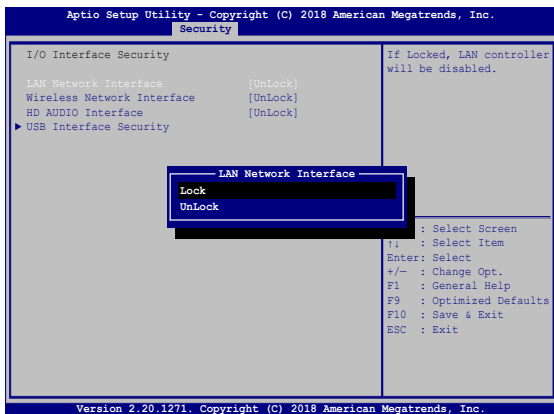 Aptio Setup Utility - Copyright (C) 2018 American Megatrends, Inc.
Security
I/O Interface Security
LAN Network Interface [UnLock]
Wireless Network Interface [UnLock]
HD AUDIO Interface [UnLock]
▶ USB Interface Security
If Locked, LAN controller
will be disabled.
LAN Network Interface
Lock
UnLock
: Select Screen
↑↓ : Select Item
Enter: Select
+/— : Change Opt.
F1 : General Help
F9 : Optimized Defaults
F10 : Save & Exit
ESC : Exit
Version 2.20.1271. Copyright (C) 2018 American Megatrends, Inc.